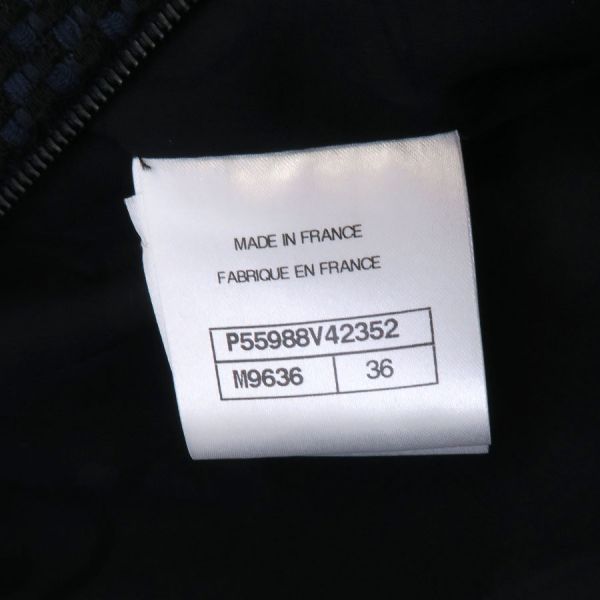 MADE IN FRANCE
FABRIQUE EN FRANCE
P55988V42352
M9636 36